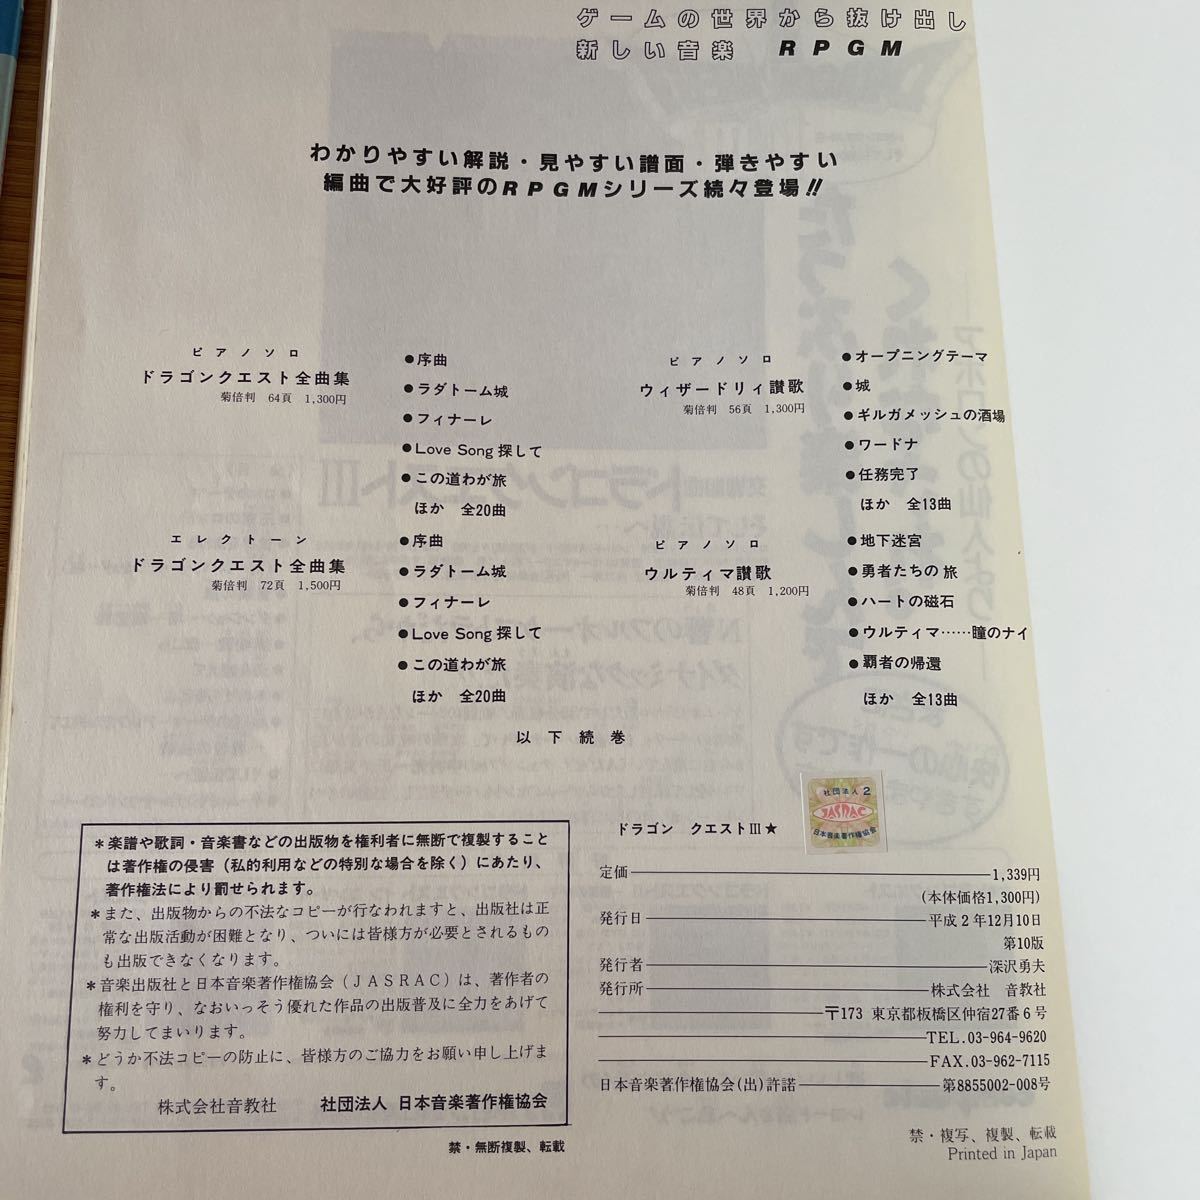 ゲームの世界から抜け出し
新しい音楽 RPGM
わかりやすい解説・見やすい譜面・弾きやすい
編曲で大好評のRPGMシリーズ続々登場!!
ピアノソロ
ドラゴンクエスト全曲集
菊倍判 64頁 1,300円
●序曲
●ラダトーム城
●フィナーレ
●Love Song 探して
●この道わが旅
ほか 全20曲
ピアノソロ
ウィザードリィ讃歌
菊倍判 56頁 1,300円
●オープニングテーマ
●城
●ギルガメッシュの酒場
●ワードナ
●任務完了
ほか 全13曲
エレクトーン
ドラゴンクエスト全曲集
菊倍判 72頁 1,500円
●序曲
●ラダトーム城
●フィナーレ
●Love Song 探して
●この道わが旅
ほか 全20曲
ピアノソロ
ウルティマ讃歌
菊倍判 48頁 1,200円
●地下迷宮
●勇者たちの旅
●ハートの磁石
●ウルティマ……瞳のナイ
●覇者の帰還
ほか 全13曲
以下続巻
＊楽譜や歌詞・音楽書などの出版物を権利者に無断で複製すること
は著作権の侵害（私的利用などの特別な場合を除く）にあたり、
著作権法により罰せられます。
＊また、出版物からの不法なコピーが行なわれますと、出版社は正
常な出版活動が困難となり、ついには皆様方が必要とされるもの
も出版できなくなります。
＊音楽出版社と日本音楽著作権協会（JASRAC）は、著作者の
権利を守り、なおいっそう優れた作品の出版普及に全力をあげて
努力してまいります。
＊どうか不法コピーの防止に、皆様方のご協力をお願い申し上げま
す。
株式会社音教社 社団法人 日本音楽著作権協会
禁・無断複製、転載
社団法人 2
JASRAC
日本音楽著作権協会
ドラゴン クエストIII★
定価 1,339円
（本体価格1,300円）
発行日 平成2年12月10日
第10版
発行者 深沢勇夫
発行所 株式会社 音教社
〒173 東京都板橋区仲宿27番6号
TEL.03-964-9620
FAX.03-962-7115
日本音楽著作権協会(出)許諾 第8855002-008号
禁・複写、複製、転載
Printed in Japan